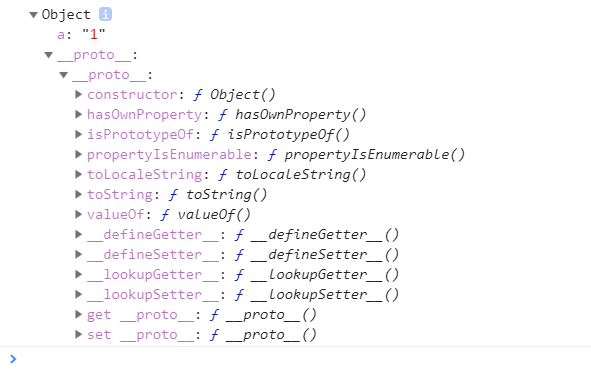 Object i
a: "1"
__proto__:
__proto__:
constructor: ƒ Object()
hasOwnProperty: ƒ hasOwnProperty()
isPrototypeOf: ƒ isPrototypeOf()
propertyIsEnumerable: ƒ propertyIsEnumerable()
toLocaleString: ƒ toLocaleString()
toString: ƒ toString()
valueOf: ƒ valueOf()
__defineGetter__: ƒ __defineGetter__()
__defineSetter__: ƒ __defineSetter__()
__lookupGetter__: ƒ __lookupGetter__()
__lookupSetter__: ƒ __lookupSetter__()
get __proto__: ƒ __proto__()
set __proto__: ƒ __proto__()